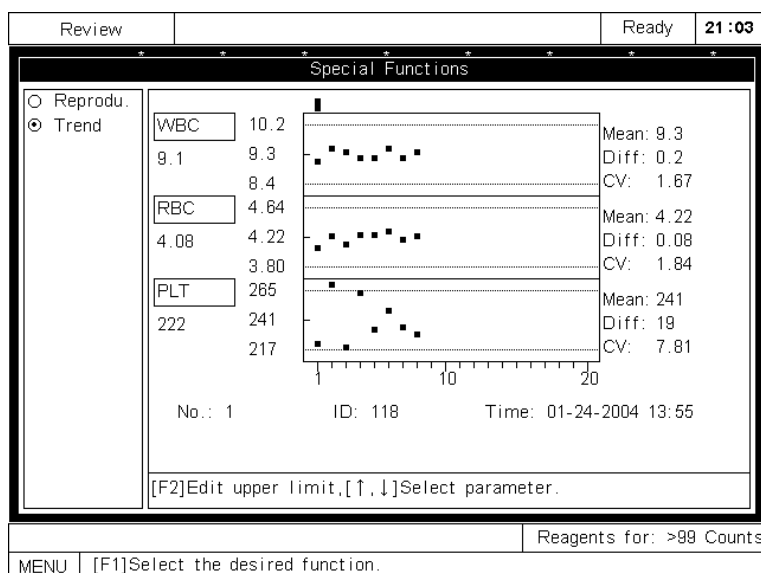 Review Ready 21:03
* * * * * * * *
Special Functions
Reprodu.
Trend
WBC 10.2 Mean: 9.3
9.1 9.3 Diff: 0.2
8.4 CV: 1.67
RBC 4.64 Mean: 4.22
4.08 4.22 Diff: 0.08
3.80 CV: 1.84
PLT 265 Mean: 241
222 241 Diff: 19
217 CV: 7.81
1 10 20
No.: 1 ID: 118 Time: 01-24-2004 13:55
[F2]Edit upper limit,[↑,↓]Select parameter.
Reagents for: >99 Counts
MENU [F1]Select the desired function.